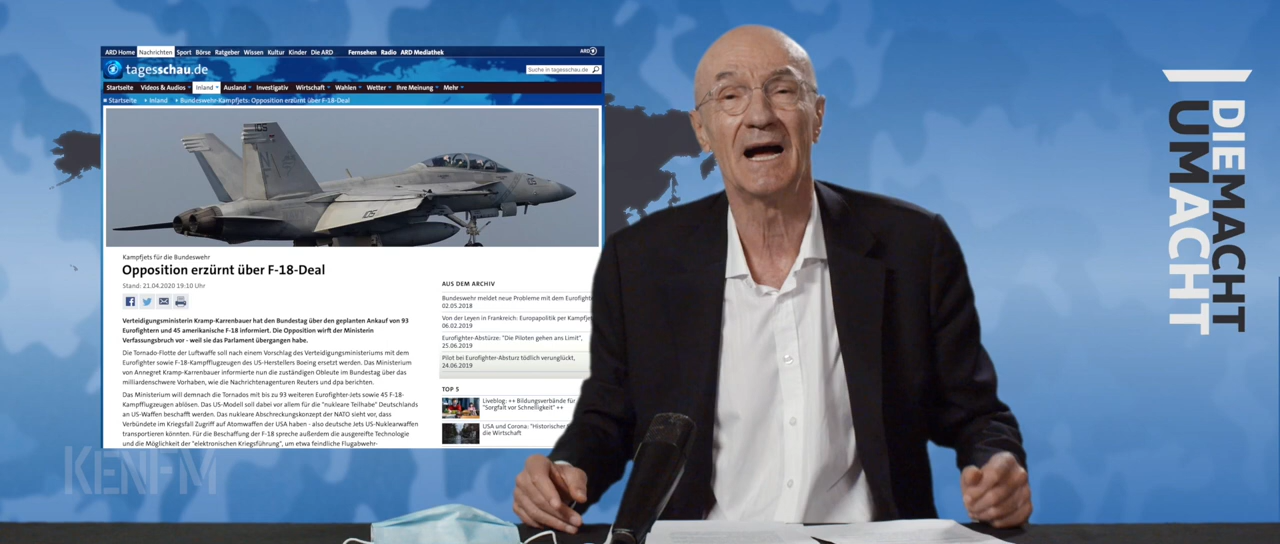 ARD Home Nachrichten Sport Börse Ratgeber Wissen Kultur Kinder Die ARD Fernsehen Radio ARD Mediathek
ARD
tagesschau.de
Suche in tagesschau.de
Startseite Videos & Audios Inland Ausland Investigativ Wirtschaft Wahlen Wetter Ihre Meinung Mehr
Startseite Inland Bundeswehr-Kampfjets: Opposition erzürnt über F-18-Deal
105
105
Kampfjets für die Bundeswehr
Opposition erzürnt über F-18-Deal
Stand: 21.04.2020 19:10 Uhr
Verteidigungsministerin Kramp-Karrenbauer hat den Bundestag über den geplanten Ankauf von 93
Eurofightern und 45 amerikanische F-18 informiert. Die Opposition wirft der Ministerin
Verfassungsbruch vor - weil sie das Parlament übergangen habe.
Die Tornado-Flotte der Luftwaffe soll nach einem Vorschlag des Verteidigungsministeriums mit dem
Eurofighter sowie F-18-Kampfflugzeugen des US-Herstellers Boeing ersetzt werden. Das Ministerium
von Annegret Kramp-Karrenbauer informierte nun die zuständigen Obleute im Bundestag über das
milliardenschwere Vorhaben, wie die Nachrichtenagenturen Reuters und dpa berichten.
Das Ministerium will demnach die Tornados mit bis zu 93 weiteren Eurofighter-Jets sowie 45 F-18-
Kampfflugzeugen ablösen. Das US-Modell soll dabei vor allem für die "nukleare Teilhabe" Deutschlands
an US-Waffen beschafft werden. Das nukleare Abschreckungskonzept der NATO sieht vor, dass
Verbündete im Kriegsfall Zugriff auf Atomwaffen der USA haben - also deutsche Jets US-Nuklearwaffen
transportieren könnten. Für die Beschaffung der F-18 spreche außerdem die ausgereifte Technologie
und die Möglichkeit der "elektronischen Kriegsführung", um etwa feindliche Flugabwehr-
AUS DEM ARCHIV
Bundeswehr meldet neue Probleme mit dem Eurofight
02.05.2018
Von der Leyen in Frankreich: Europapolitik per Kampfje
06.02.2019
Eurofighter-Abstürze: "Die Piloten gehen ans Limit",
25.06.2019
Pilot bei Eurofighter-Absturz tödlich verunglückt,
24.06.2019
TOP 5
Liveblog: ++ Bildungsverbände für
"Sorgfalt vor Schnelligkeit" ++
USA und Corona: "Historischer
die Wirtschaft
KENFM
DIEMACHT
UMACHT